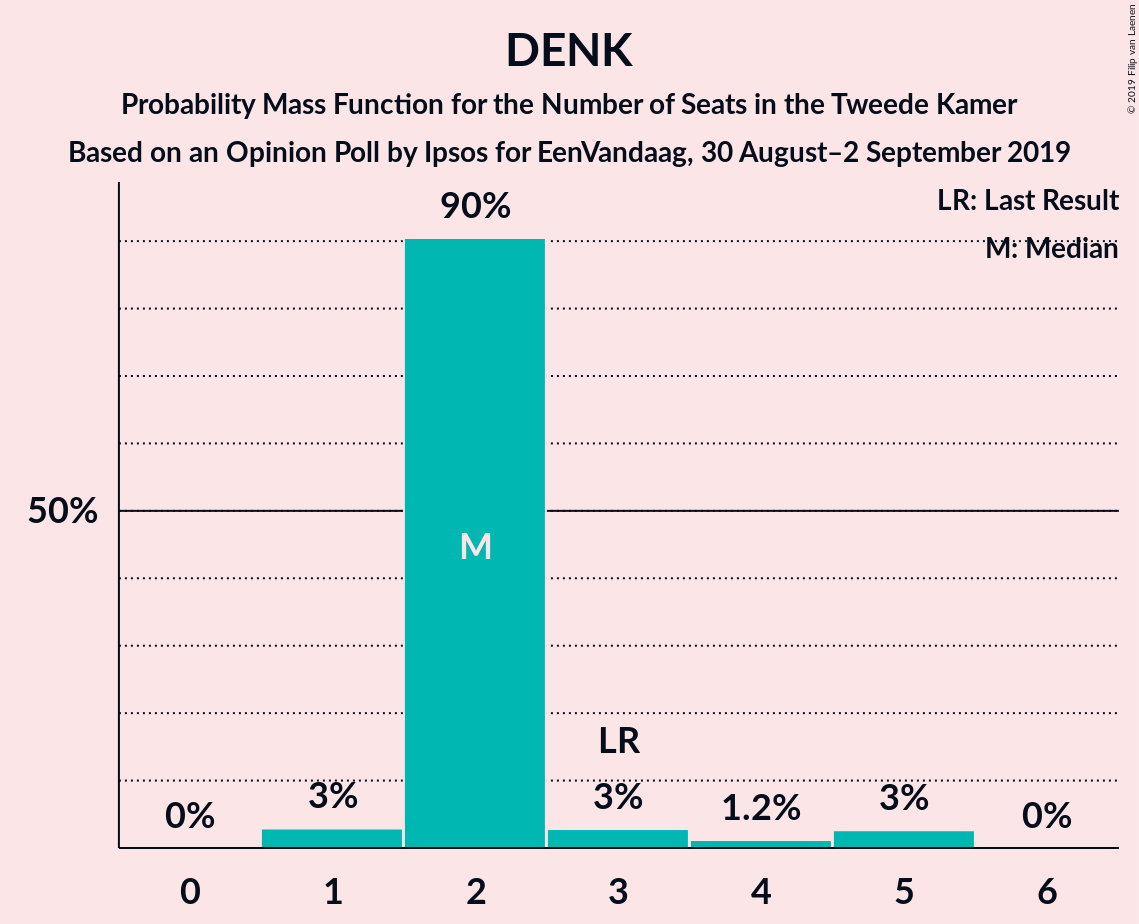 DENK
Probability Mass Function for the Number of Seats in the Tweede Kamer
Based on an Opinion Poll by Ipsos for EenVandaag, 30 August–2 September 2019
© 2019 Filip van Laenen
LR: Last Result
M: Median
90%
50%
M
LR
0%
3%
3%
1.2%
3%
0%
0 1 2 3 4 5 6